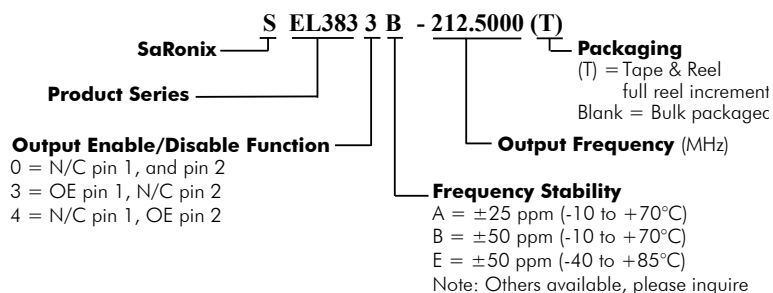 S EL383 3 B - 212.5000 (T)
SaRonix
Packaging
(T) = Tape & Reel
full reel increment
Blank = Bulk packaged
Product Series
Output Enable/Disable Function
0 = N/C pin 1, and pin 2
3 = OE pin 1, N/C pin 2
4 = N/C pin 1, OE pin 2
Output Frequency (MHz)
Frequency Stability
A = ±25 ppm (-10 to +70°C)
B = ±50 ppm (-10 to +70°C)
E = ±50 ppm (-40 to +85°C)
Note: Others available, please inquire